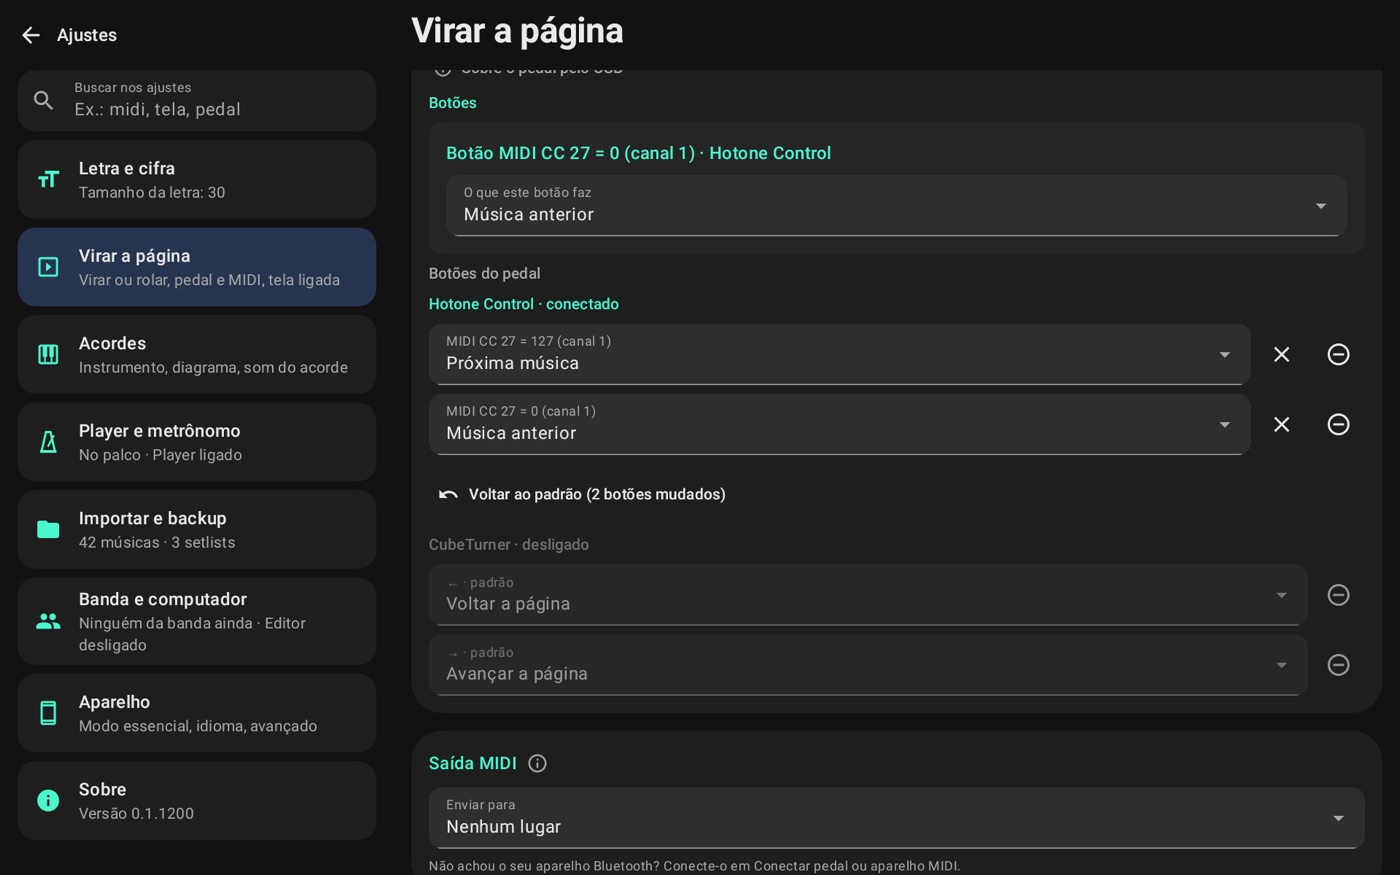 Ajustes
Virar a página
Buscar nos ajustes
Ex.: midi, tela, pedal
Letra e cifra
Tamanho da letra: 30
Virar a página
Virar ou rolar, pedal e MIDI, tela ligada
Acordes
Instrumento, diagrama, som do acorde
Player e metrônomo
No palco · Player ligado
Importar e backup
42 músicas · 3 setlists
Banda e computador
Ninguém da banda ainda · Editor
desligado
Aparelho
Modo essencial, idioma, avançado
Sobre
Versão 0.1.1200
Sobre o pedal pelo USB
Botões
Botão MIDI CC 27 = 0 (canal 1) · Hotone Control
O que este botão faz
Música anterior
Botões do pedal
Hotone Control · conectado
MIDI CC 27 = 127 (canal 1)
Próxima música
MIDI CC 27 = 0 (canal 1)
Música anterior
Voltar ao padrão (2 botões mudados)
CubeTurner · desligado
← · padrão
Voltar a página
→ · padrão
Avançar a página
Saída MIDI
Enviar para
Nenhum lugar
Não achou o seu aparelho Bluetooth? Conecte-o em Conectar pedal ou aparelho MIDI.